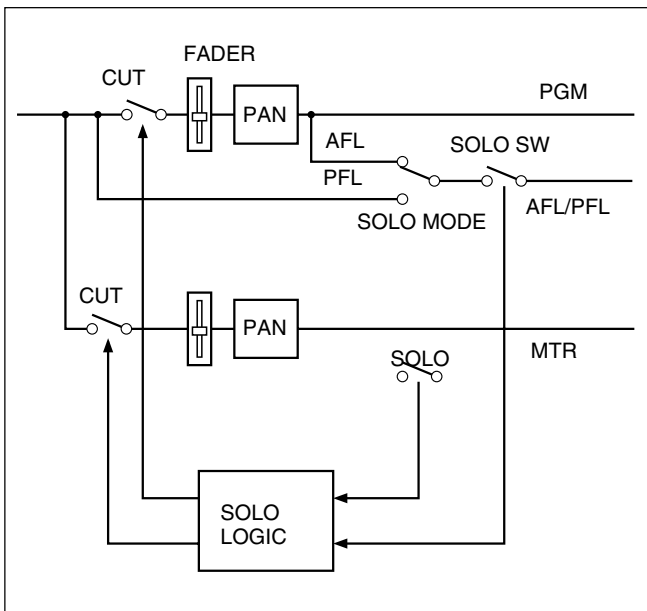 FADER
CUT
PAN
PGM
AFL
SOLO SW
PFL
SOLO MODE
AFL/PFL
CUT
PAN
MTR
SOLO
SOLO
LOGIC